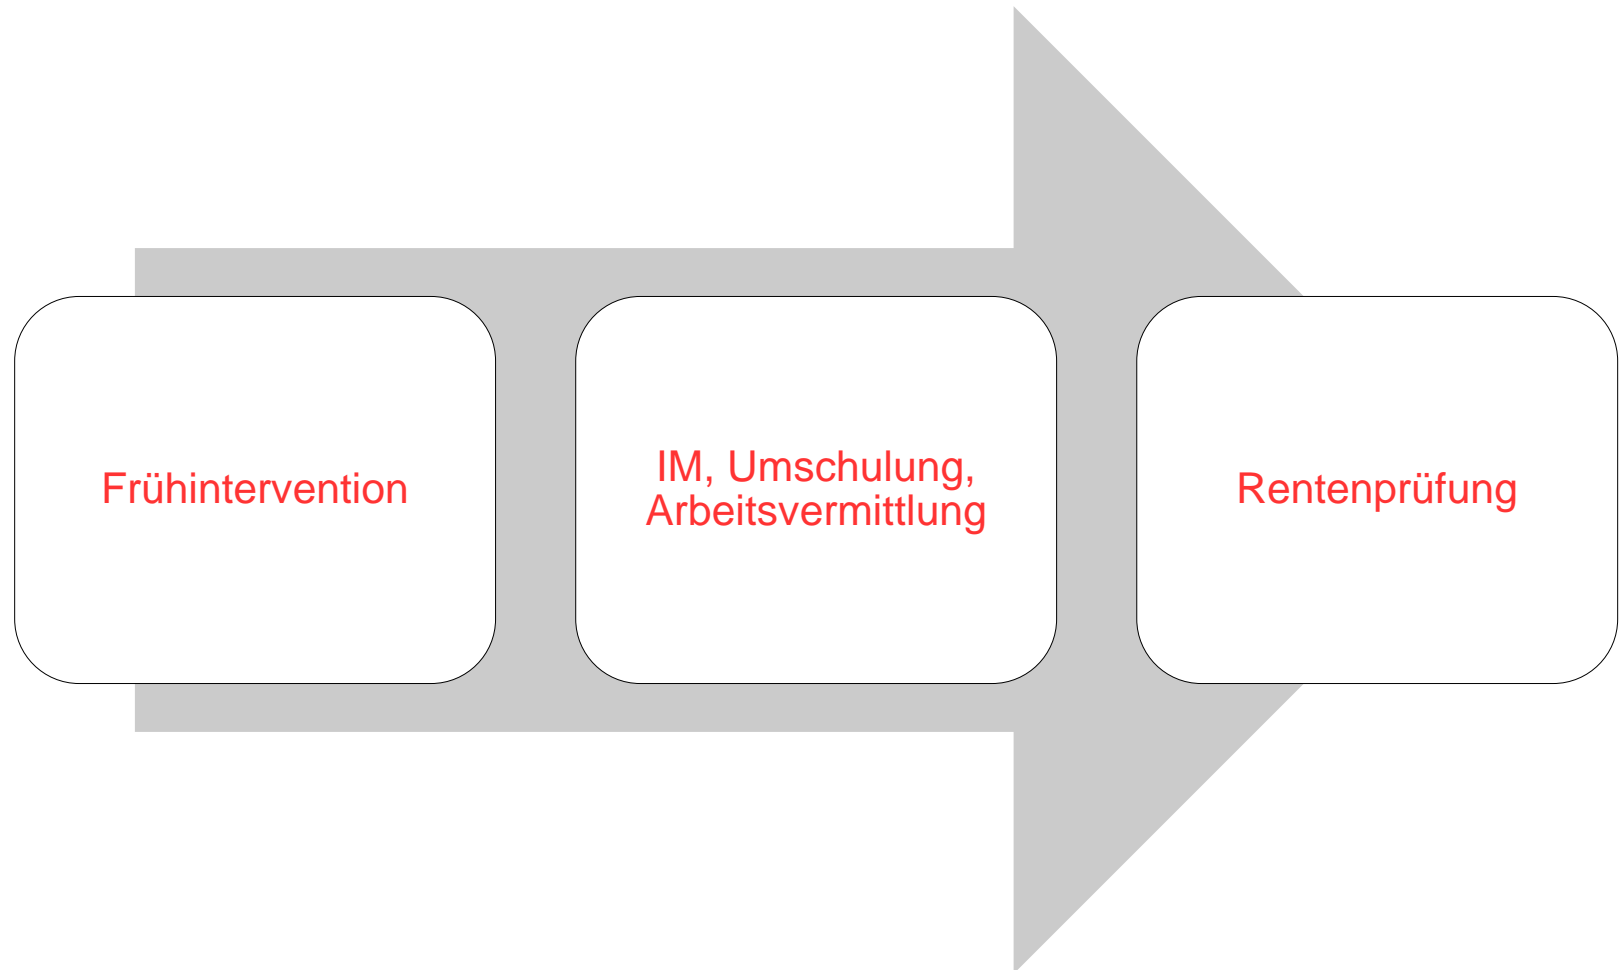 Frühintervention
IM, Umschulung,
Arbeitsvermittlung
Rentenprüfung